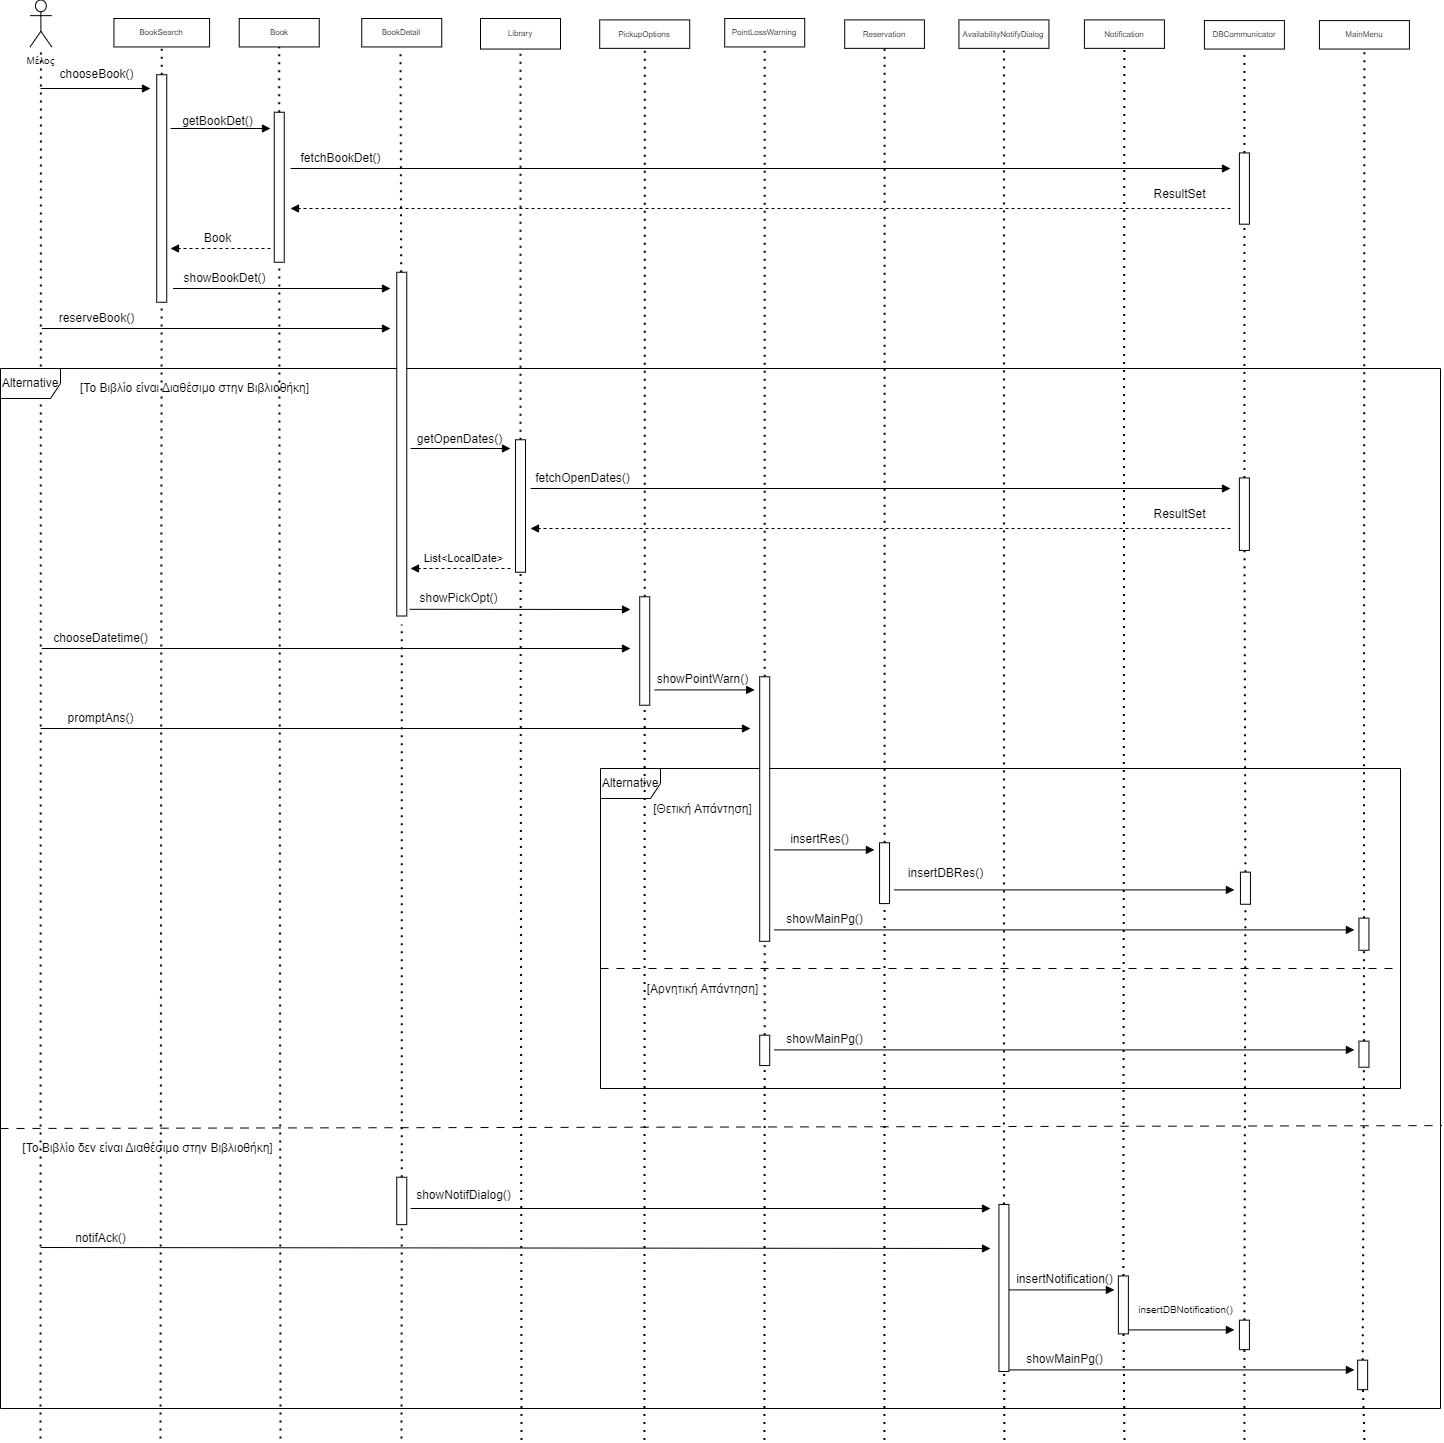 BookSearch
Book
BookDetail
Library
PickupOptions
PointLossWarning
Reservation
AvailabilityNotifyDialog
Notification
DBCommunicator
MainMenu
Μέλος
chooseBook()
getBookDet()
fetchBookDet()
ResultSet
Book
showBookDet()
reserveBook()
Alternative
[Το Βιβλίο είναι Διαθέσιμο στην Βιβλιοθήκη]
getOpenDates()
fetchOpenDates()
ResultSet
List<LocalDate>
showPickOpt()
chooseDatetime()
showPointWarn()
promptAns()
Alternative
[Θετική Απάντηση]
insertRes()
insertDBRes()
showMainPg()
[Αρνητική Απάντηση]
showMainPg()
[Το Βιβλίο δεν είναι Διαθέσιμο στην Βιβλιοθήκη]
showNotifDialog()
notifAck()
insertNotification()
insertDBNotification()
showMainPg()